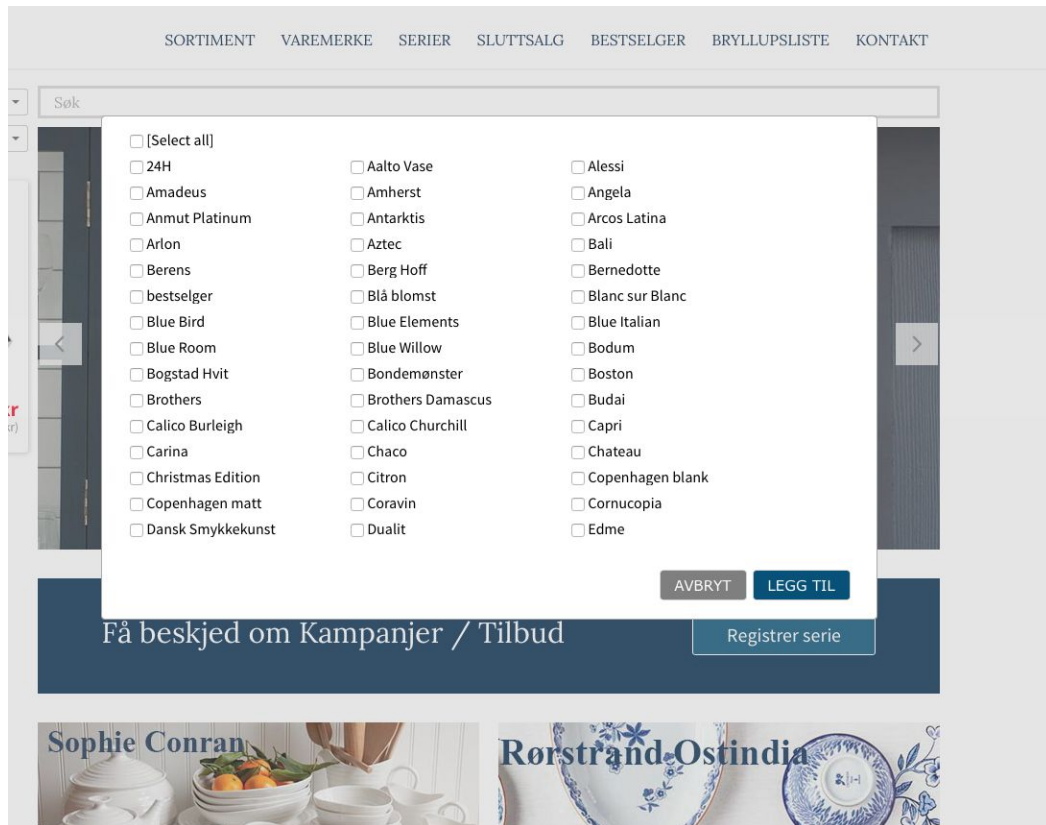 SORTIMENT VAREMERKE SERIER SLUTTSALG BESTSELGER BRYLLUPSLISTE KONTAKT
Søk
[Select all]
24H Aalto Vase Alessi
Amadeus Amherst Angela
Anmut Platinum Antarktis Arcos Latina
Arlon Aztec Bali
Berens Berg Hoff Bernedotte
bestselger Blå blomst Blanc sur Blanc
Blue Bird Blue Elements Blue Italian
Blue Room Blue Willow Bodum
Bogstad Hvit Bondemønster Boston
Brothers Brothers Damascus Budai
kr
kr)
Calico Burleigh Calico Churchill Capri
Carina Chaco Chateau
Christmas Edition Citron Copenhagen blank
Copenhagen matt Coravin Cornucopia
Dansk Smykkekunst Dualit Edme
AVBRYT LEGG TIL
Få beskjed om Kampanjer / Tilbud Registrer serie
Sophie Conran Rørstrand Ostindia